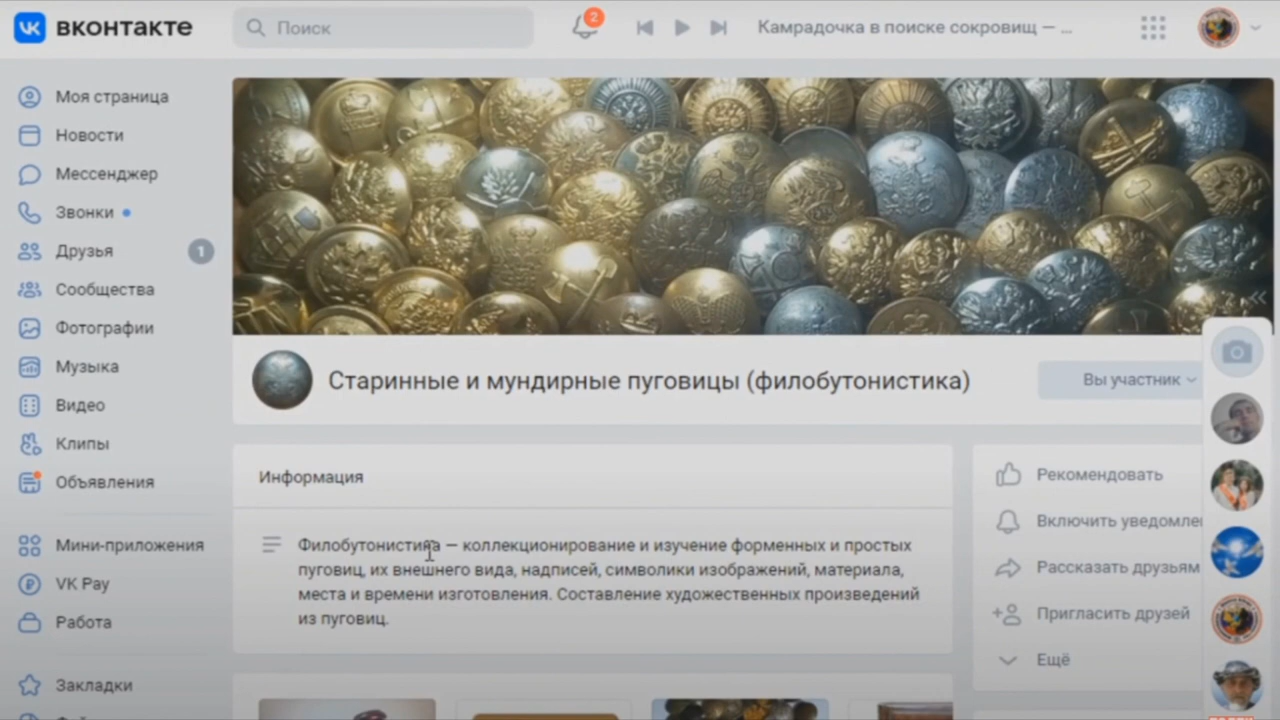 вконтакте
Поиск
2
Камрадочка в поиске сокровищ — ...
Моя страница
Новости
Мессенджер
Звонки
Друзья
1
Сообщества
Фотографии
Музыка
Видео
Клипы
Объявления
Мини-приложения
VK Pay
Работа
Закладки
Старинные и мундирные пуговицы (филобутонистика)
Вы участник
Информация
Филобутонистика — коллекционирование и изучение форменных и простых
пуговиц, их внешнего вида, надписей, символики изображений, материала,
места и времени изготовления. Составление художественных произведений
из пуговиц.
Рекомендовать
Включить уведомле
Рассказать друзьям
Пригласить друзей
Ещё